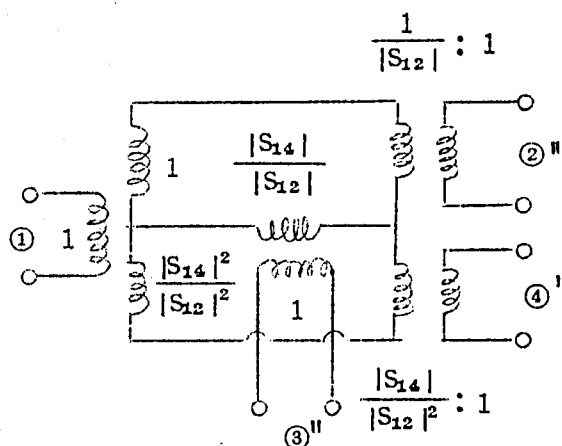 1/|S₁₂| : 1
|S₁₄|/|S₁₂|
1
②"
① 1
|S₁₄|²/|S₁₂|²
④'
1
|S₁₄|/|S₁₂|² : 1
③"